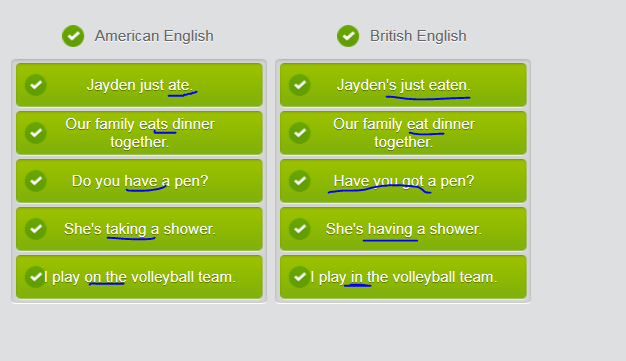 American English
British English
Jayden just ate.
Jayden's just eaten.
Our family eats dinner
together.
Our family eat dinner
together.
Do you have a pen?
Have you got a pen?
She's taking a shower.
She's having a shower.
I play on the volleyball team.
I play in the volleyball team.